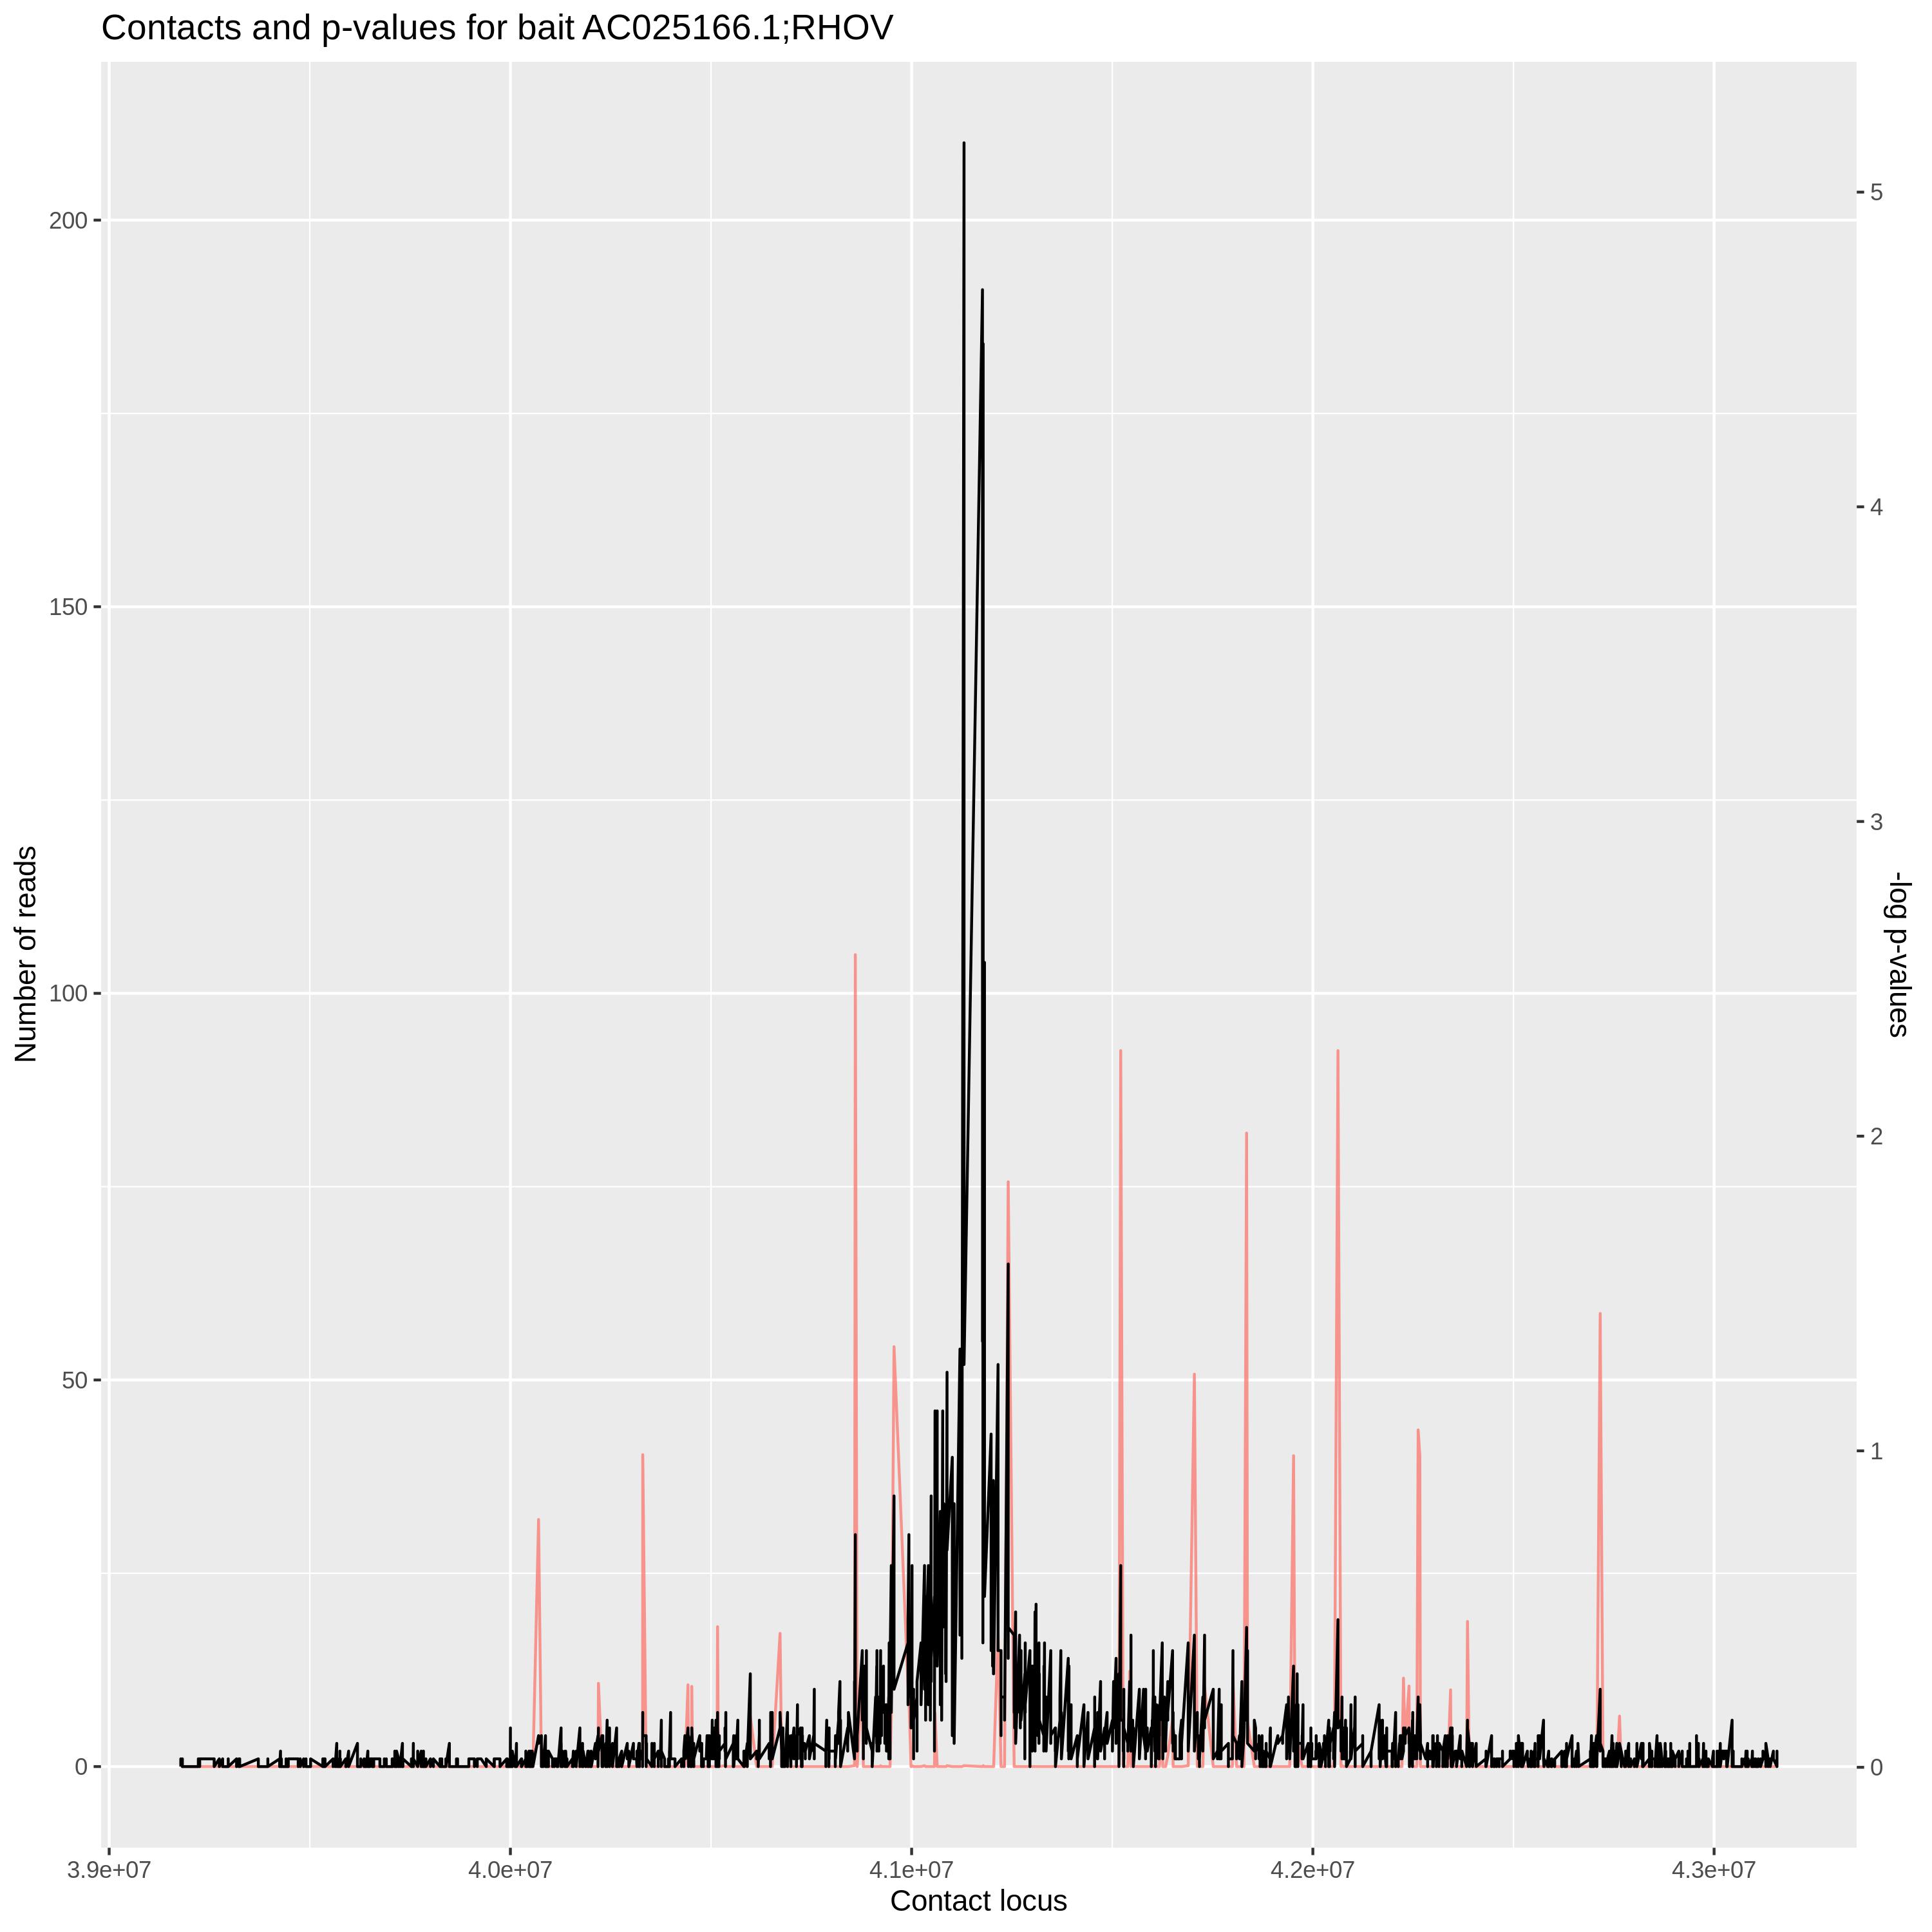 Contacts and p-values for bait AC025166.1;RHOV
200
150
100
50
0
Number of reads
5
4
3
2
1
0
-log p-values
3.9e+07 4.0e+07 4.1e+07 4.2e+07 4.3e+07
Contact locus